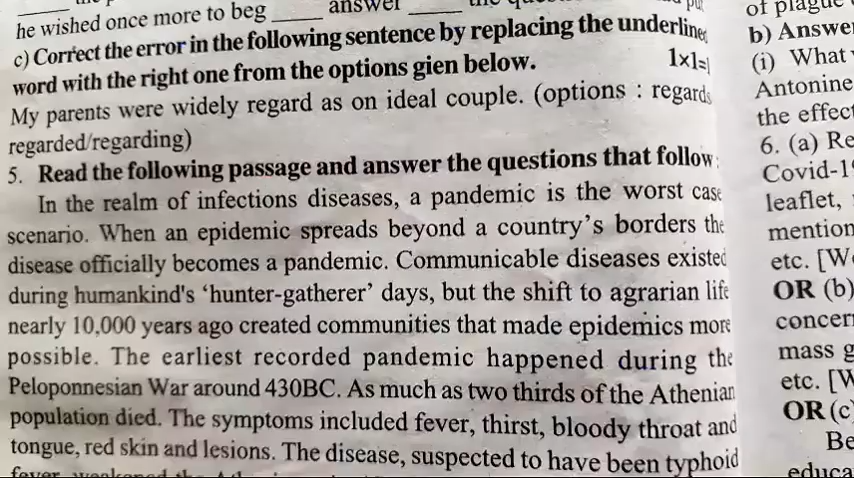 he wished once more to beg ____ answer ____
c) Correct the error in the following sentence by replacing the underline
word with the right one from the options gien below. 1×1=
My parents were widely regard as on ideal couple. (options : regards
regarded/regarding)
5. Read the following passage and answer the questions that follow:
In the realm of infections diseases, a pandemic is the worst case
scenario. When an epidemic spreads beyond a country's borders the
disease officially becomes a pandemic. Communicable diseases existed
during humankind's 'hunter-gatherer' days, but the shift to agrarian life
nearly 10,000 years ago created communities that made epidemics more
possible. The earliest recorded pandemic happened during the
Peloponnesian War around 430BC. As much as two thirds of the Athenian
population died. The symptoms included fever, thirst, bloody throat and
tongue, red skin and lesions. The disease, suspected to have been typhoid
of plague
b) Answe
(i) What
Antonine
the effect
6. (a) Re
Covid-19
leaflet,
mention
etc. [W
OR (b)
concer
mass g
etc. [W
OR (c)
Be
educa